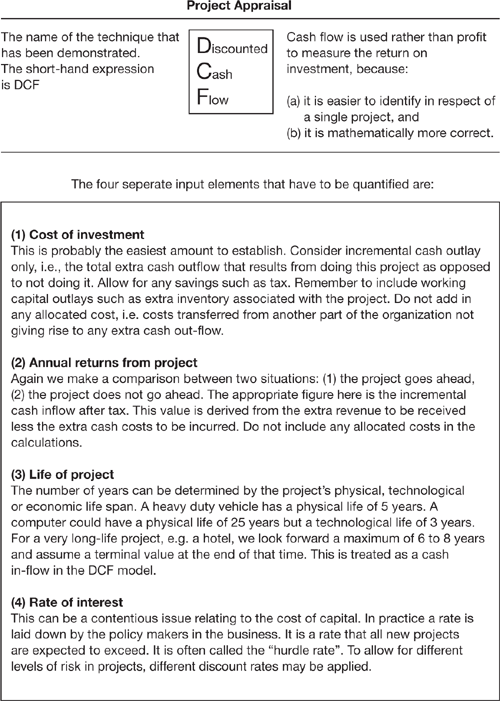 Project Appraisal
The name of the technique that
has been demonstrated.
The short-hand expression
is DCF
Discounted
Cash
Flow
Cash flow is used rather than profit
to measure the return on
investment, because:
(a) it is easier to identify in respect of
a single project, and
(b) it is mathematically more correct.
The four seperate input elements that have to be quantified are:
(1) Cost of investment
This is probably the easiest amount to establish. Consider incremental cash outlay
only, i.e., the total extra cash outflow that results from doing this project as opposed
to not doing it. Allow for any savings such as tax. Remember to include working
capital outlays such as extra inventory associated with the project. Do not add in
any allocated cost, i.e. costs transferred from another part of the organization not
giving rise to any extra cash out-flow.
(2) Annual returns from project
Again we make a comparison between two situations: (1) the project goes ahead,
(2) the project does not go ahead. The appropriate figure here is the incremental
cash inflow after tax. This value is derived from the extra revenue to be received
less the extra cash costs to be incurred. Do not include any allocated costs in the
calculations.
(3) Life of project
The number of years can be determined by the project's physical, technological
or economic life span. A heavy duty vehicle has a physical life of 5 years. A
computer could have a physical life of 25 years but a technological life of 3 years.
For a very long-life project, e.g. a hotel, we look forward a maximum of 6 to 8 years
and assume a terminal value at the end of that time. This is treated as a cash
in-flow in the DCF model.
(4) Rate of interest
This can be a contentious issue relating to the cost of capital. In practice a rate is
laid down by the policy makers in the business. It is a rate that all new projects
are expected to exceed. It is often called the "hurdle rate". To allow for different
levels of risk in projects, different discount rates may be applied.